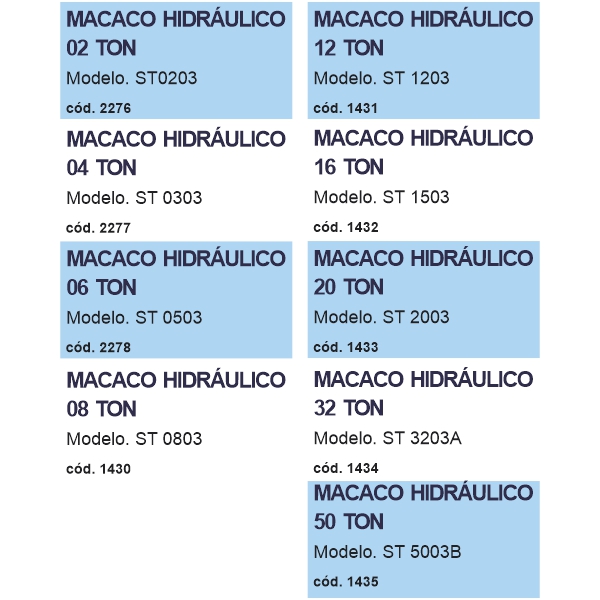 MACACO HIDRÁULICO
02 TON
Modelo. ST0203
cód. 2276
MACACO HIDRÁULICO
04 TON
Modelo. ST 0303
cód. 2277
MACACO HIDRÁULICO
06 TON
Modelo. ST 0503
cód. 2278
MACACO HIDRÁULICO
08 TON
Modelo. ST 0803
cód. 1430
MACACO HIDRÁULICO
12 TON
Modelo. ST 1203
cód. 1431
MACACO HIDRÁULICO
16 TON
Modelo. ST 1503
cód. 1432
MACACO HIDRÁULICO
20 TON
Modelo. ST 2003
cód. 1433
MACACO HIDRÁULICO
32 TON
Modelo. ST 3203A
cód. 1434
MACACO HIDRÁULICO
50 TON
Modelo. ST 5003B
cód. 1435